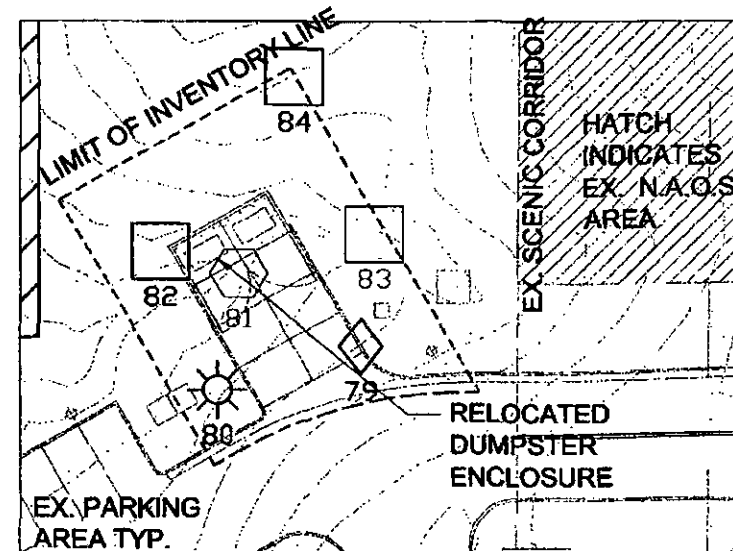 LIMIT OF INVENTORY LINE
84
EX. SCENIC CORRIDOR
HATCH
INDICATES
EX. N.A.O.S
AREA
82
83
81
79
80
RELOCATED
DUMPSTER
ENCLOSURE
EX. PARKING
AREA TYP.